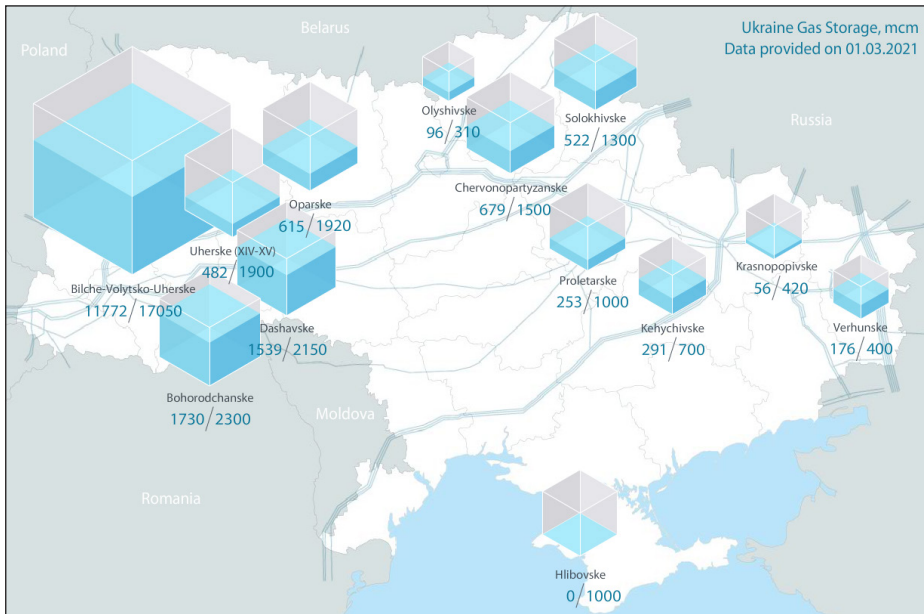 Ukraine Gas Storage, mcm
Data provided on 01.03.2021
Belarus
Poland
Russia
Olyshivske
96/310
Solokhivske
522/1300
Chervonopartyzanske
679/1500
Oparske
615/1920
Uherske (XIV-XV)
482/1900
Bilche-Volytsko-Uherske
11772/17050
Dashavske
1539/2150
Bohorodchanske
1730/2300
Proletarske
253/1000
Kehychivske
291/700
Krasnopopivske
56/420
Verhunske
176/400
Moldova
Romania
Hlibovske
0/1000